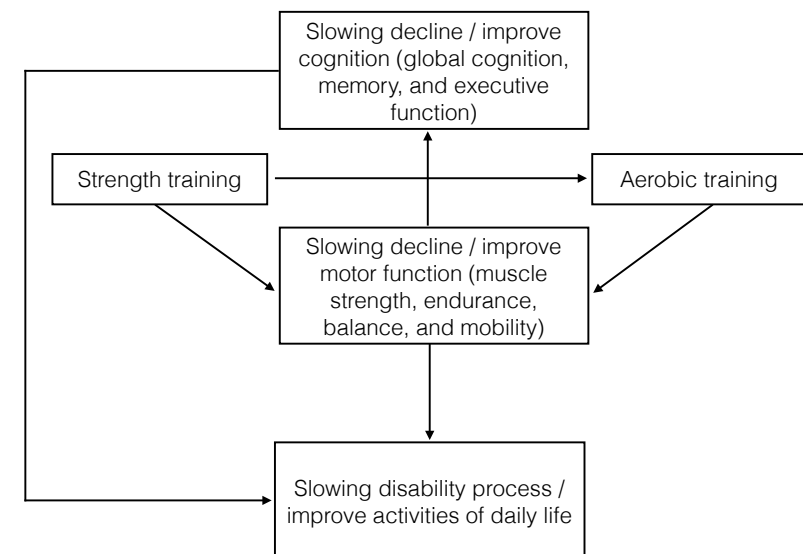 Slowing decline / improve
cognition (global cognition,
memory, and executive
function)
Strength training
Aerobic training
Slowing decline / improve
motor function (muscle
strength, endurance,
balance, and mobility)
Slowing disability process /
improve activities of daily life